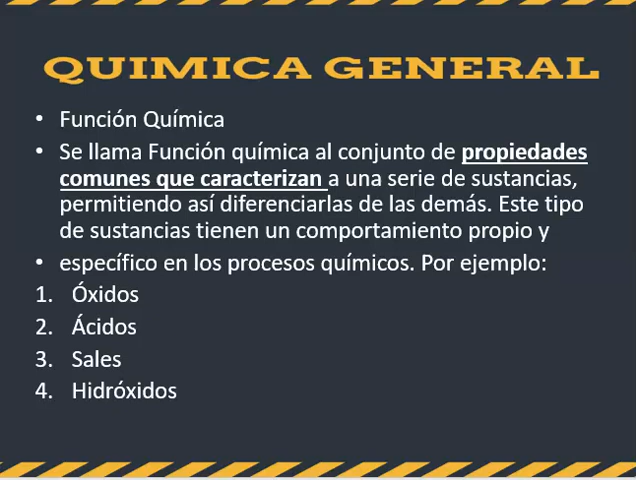 QUIMICA GENERAL
• Función Química
• Se llama Función química al conjunto de propiedades
comunes que caracterizan a una serie de sustancias,
permitiendo así diferenciarlas de las demás. Este tipo
de sustancias tienen un comportamiento propio y
• específico en los procesos químicos. Por ejemplo:
1. Óxidos
2. Ácidos
3. Sales
4. Hidróxidos